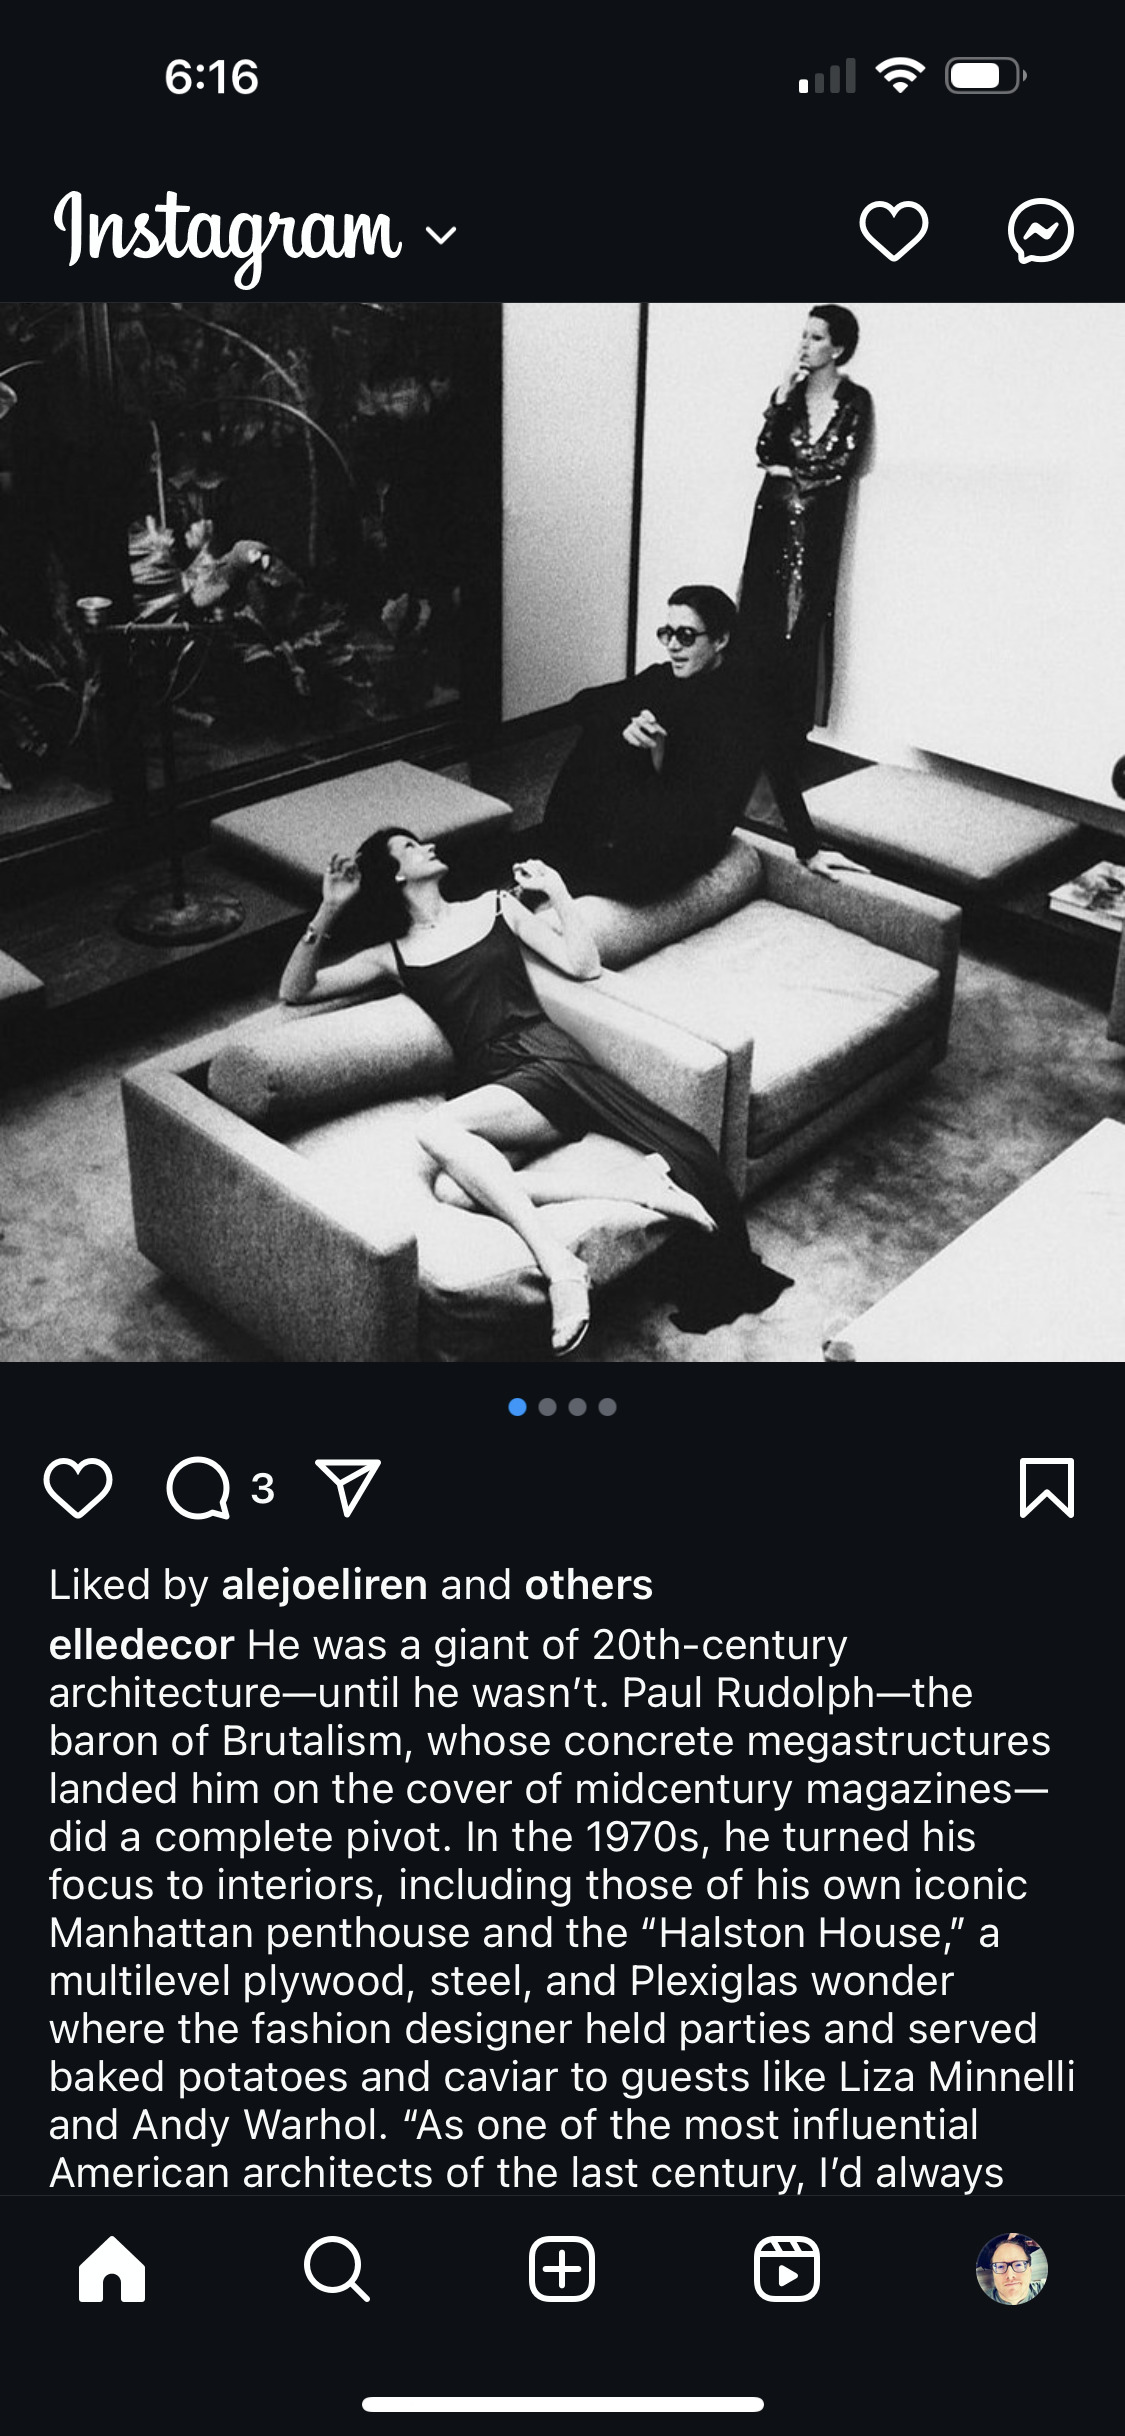 6:16
Instagram
3
Liked by alejoeliren and others
elledecor He was a giant of 20th-century
architecture—until he wasn’t. Paul Rudolph—the
baron of Brutalism, whose concrete megastructures
landed him on the cover of midcentury magazines—
did a complete pivot. In the 1970s, he turned his
focus to interiors, including those of his own iconic
Manhattan penthouse and the “Halston House,” a
multilevel plywood, steel, and Plexiglas wonder
where the fashion designer held parties and served
baked potatoes and caviar to guests like Liza Minnelli
and Andy Warhol. “As one of the most influential
American architects of the last century, I’d always